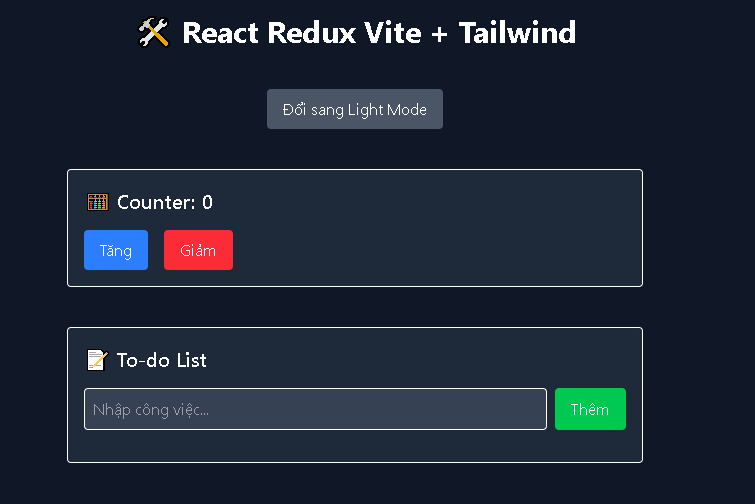 🛠️ React Redux Vite + Tailwind
Đổi sang Light Mode
🧮 Counter: 0
Tăng Giảm
📝 To-do List
Nhập công việc... Thêm